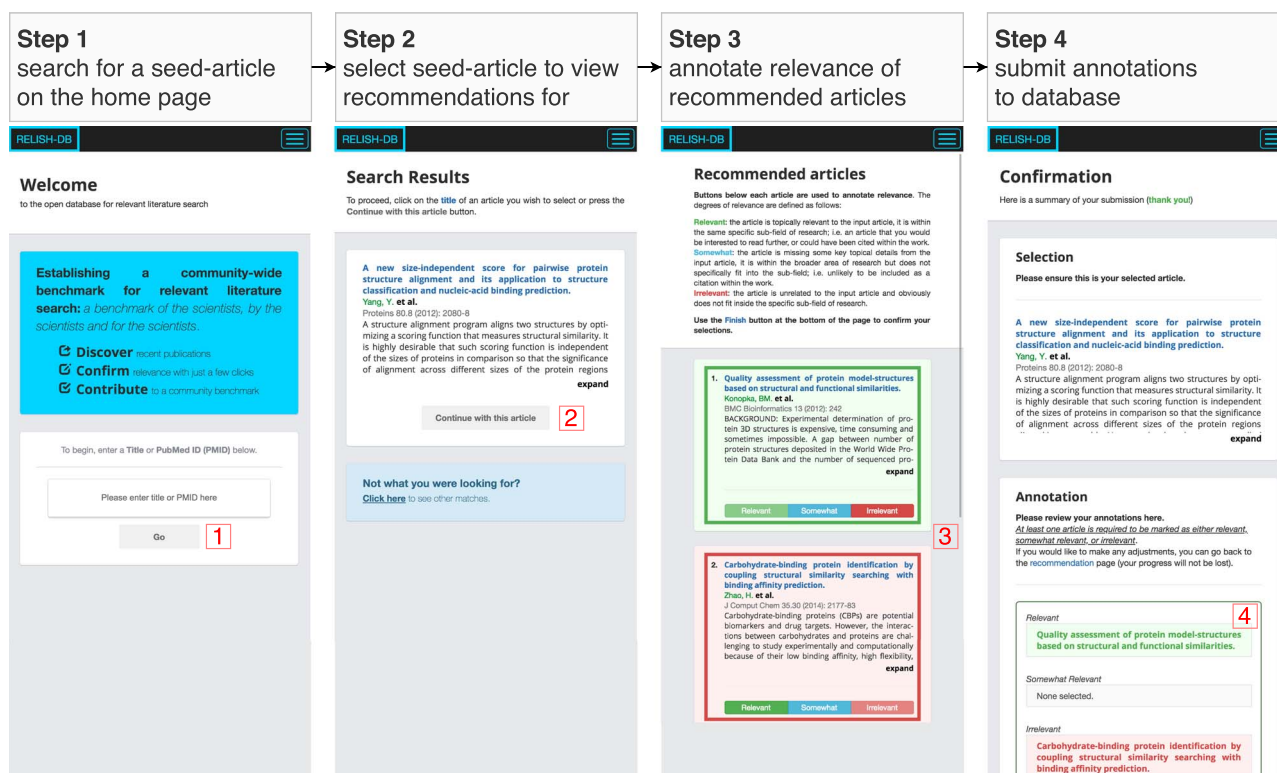 Step 1
search for a seed-article
on the home page
Step 2
select seed-article to view
recommendations for
Step 3
annotate relevance of
recommended articles
Step 4
submit annotations
to database
RELISH-DB
Welcome
to the open database for relevant literature search
Establishing a community-wide
benchmark for relevant literature
search: a benchmark of the scientists, by the
scientists and for the scientists.
Discover recent publications
Confirm relevance with just a few clicks
Contribute to a community benchmark
To begin, enter a Title or PubMed ID (PMID) below.
Please enter title or PMID here
Go
1
RELISH-DB
Search Results
To proceed, click on the title of an article you wish to select or press the
Continue with this article button.
A new size-independent score for pairwise protein
structure alignment and its application to structure
classification and nucleic-acid binding prediction.
Yang, Y. et al.
Proteins 80.8 (2012): 2080-8
A structure alignment program aligns two structures by opti-
mizing a scoring function that measures structural similarity. It
is highly desirable that such scoring function is independent
of the sizes of proteins in comparison so that the significance
of alignment across different sizes of the protein regions
expand
Continue with this article
2
Not what you were looking for?
Click here to see other matches.
RELISH-DB
Recommended articles
Buttons below each article are used to annotate relevance. The
degrees of relevance are defined as follows:
Relevant: the article is topically relevant to the input article, it is within
the same specific sub-field of research; i.e. an article that you would
be interested to read further, or could have been cited within the work.
Somewhat: the article is missing some key topical details from the
input article, it is within the broader area of research but does not
specifically fit into the sub-field; i.e. unlikely to be included as a
citation within the work.
Irrelevant: the article is unrelated to the input article and obviously
does not fit inside the specific sub-field of research.
Use the Finish button at the bottom of the page to confirm your
selections.
1. Quality assessment of protein model-structures
based on structural and functional similarities.
Konopka, BM. et al.
BMC Bioinformatics 13 (2012): 242
BACKGROUND: Experimental determination of pro-
tein 3D structures is expensive, time consuming and
sometimes impossible. A gap between number of
protein structures deposited in the World Wide Pro-
tein Data Bank and the number of sequenced pro-
expand
Relevant Somewhat Irrelevant
3
2. Carbohydrate-binding protein identification by
coupling structural similarity searching with
binding affinity prediction.
Zhao, H. et al.
J Comput Chem 35.30 (2014): 2177-83
Carbohydrate-binding proteins (CBPs) are potential
biomarkers and drug targets. However, the interac-
tions between carbohydrates and proteins are chal-
lenging to study experimentally and computationally
because of their low binding affinity, high flexibility,
expand
Relevant Somewhat Irrelevant
RELISH-DB
Confirmation
Here is a summary of your submission (thank you!)
Selection
Please ensure this is your selected article.
A new size-independent score for pairwise protein
structure alignment and its application to structure
classification and nucleic-acid binding prediction.
Yang, Y. et al.
Proteins 80.8 (2012): 2080-8
A structure alignment program aligns two structures by opti-
mizing a scoring function that measures structural similarity. It
is highly desirable that such scoring function is independent
of the sizes of proteins in comparison so that the significance
of alignment across different sizes of the protein regions
expand
Annotation
Please review your annotations here.
At least one article is required to be marked as either relevant,
somewhat relevant, or irrelevant.
If you would like to make any adjustments, you can go back to
the recommendation page (your progress will not be lost).
4
Relevant
Quality assessment of protein model-structures
based on structural and functional similarities.
Somewhat Relevant
None selected.
Irrelevant
Carbohydrate-binding protein identification by
coupling structural similarity searching with
binding affinity prediction.